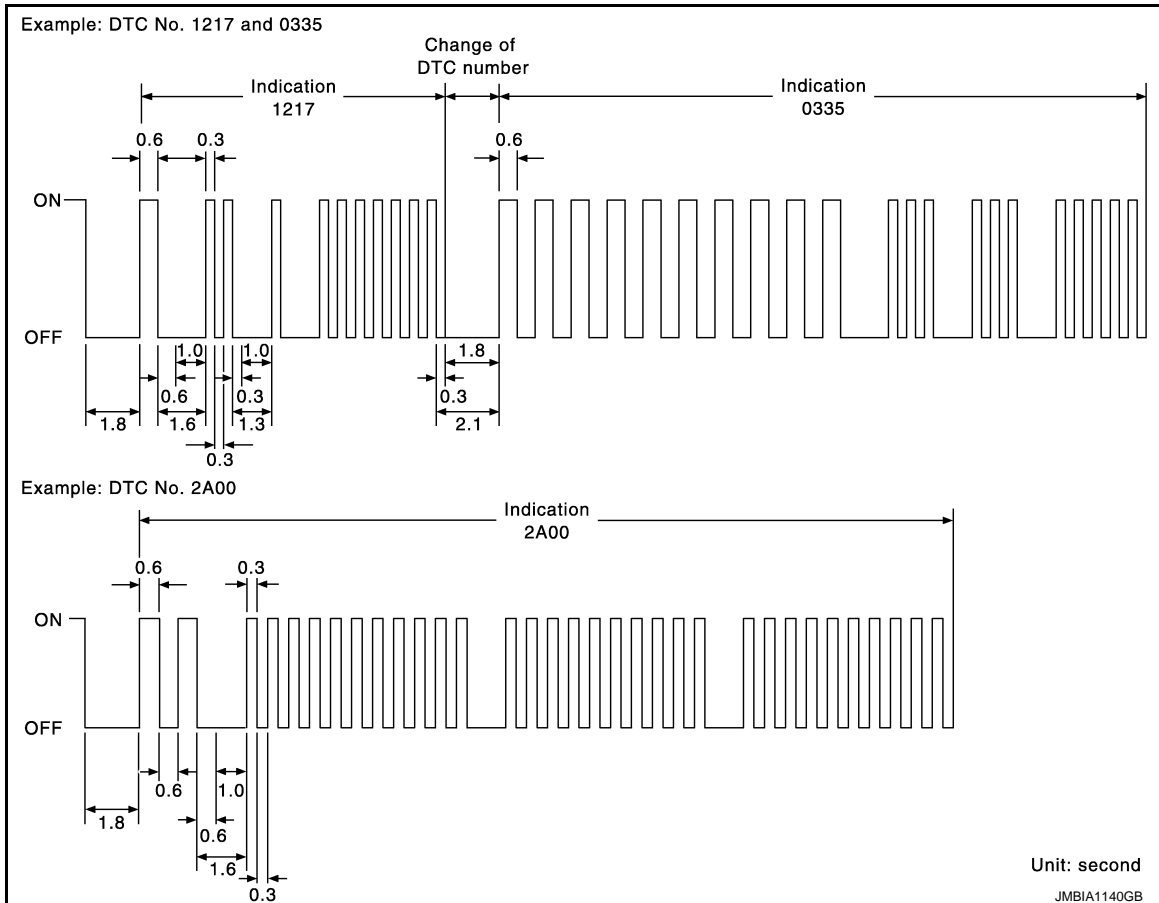 Example: DTC No. 1217 and 0335
Change of
DTC number
Indication
1217
Indication
0335
0.6
0.3
0.6
ON
OFF
1.0
1.0
1.8
0.6
0.3
0.3
1.8
1.6
1.3
2.1
0.3
Example: DTC No. 2A00
Indication
2A00
0.6
0.3
ON
OFF
0.6
1.0
1.8
0.6
1.6
0.3
Unit: second
JMBIA1140GB